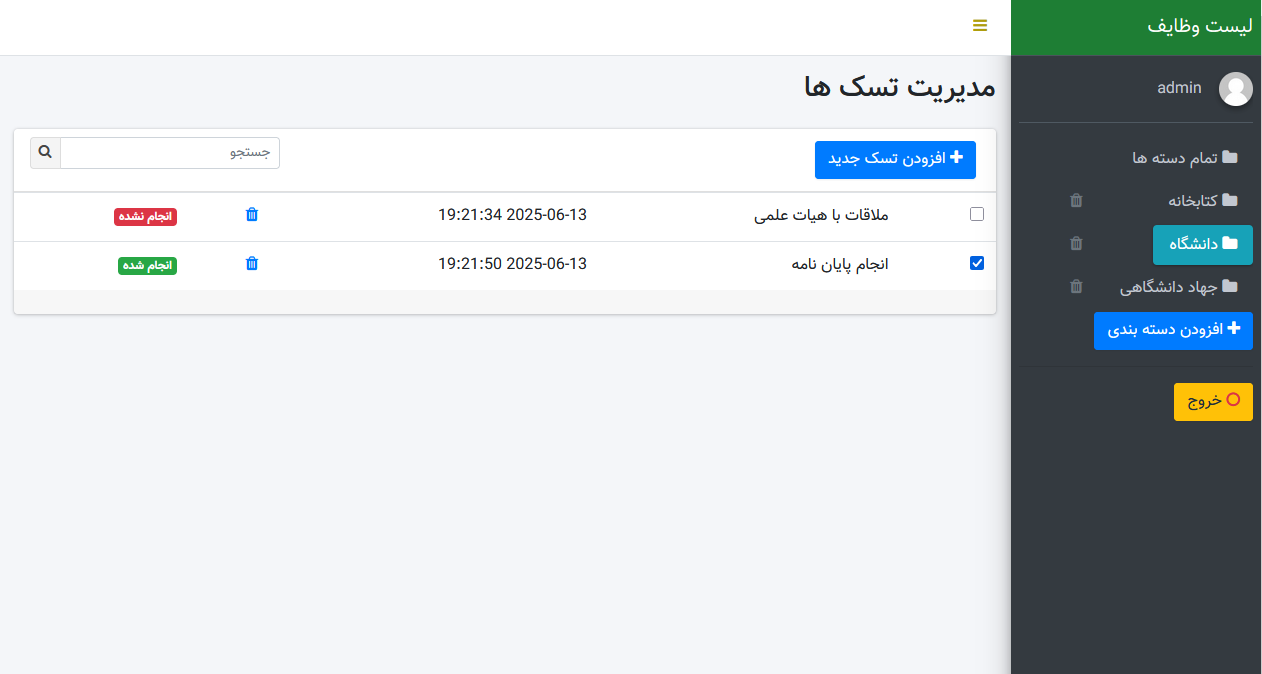 لیست وظایف
admin
تمام دسته ها
کتابخانه
دانشگاه
جهاد دانشگاهی
افزودن دسته بندی
خروج
مدیریت تسک ها
افزودن تسک جدید
جستجو
ملاقات با هیات علمی 2025-06-13 19:21:34 انجام نشده
انجام پایان نامه 2025-06-13 19:21:50 انجام شده